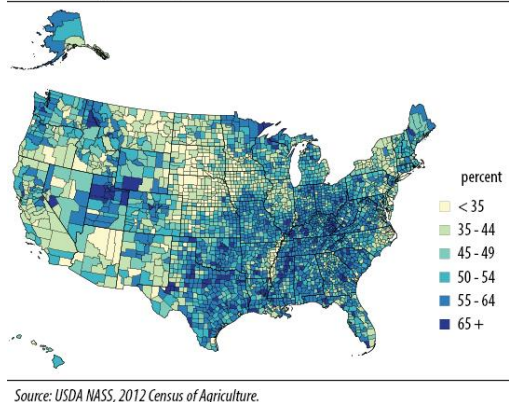 percent
< 35
35 - 44
45 - 49
50 - 54
55 - 64
65 +
Source: USDA NASS, 2012 Census of Agriculture.